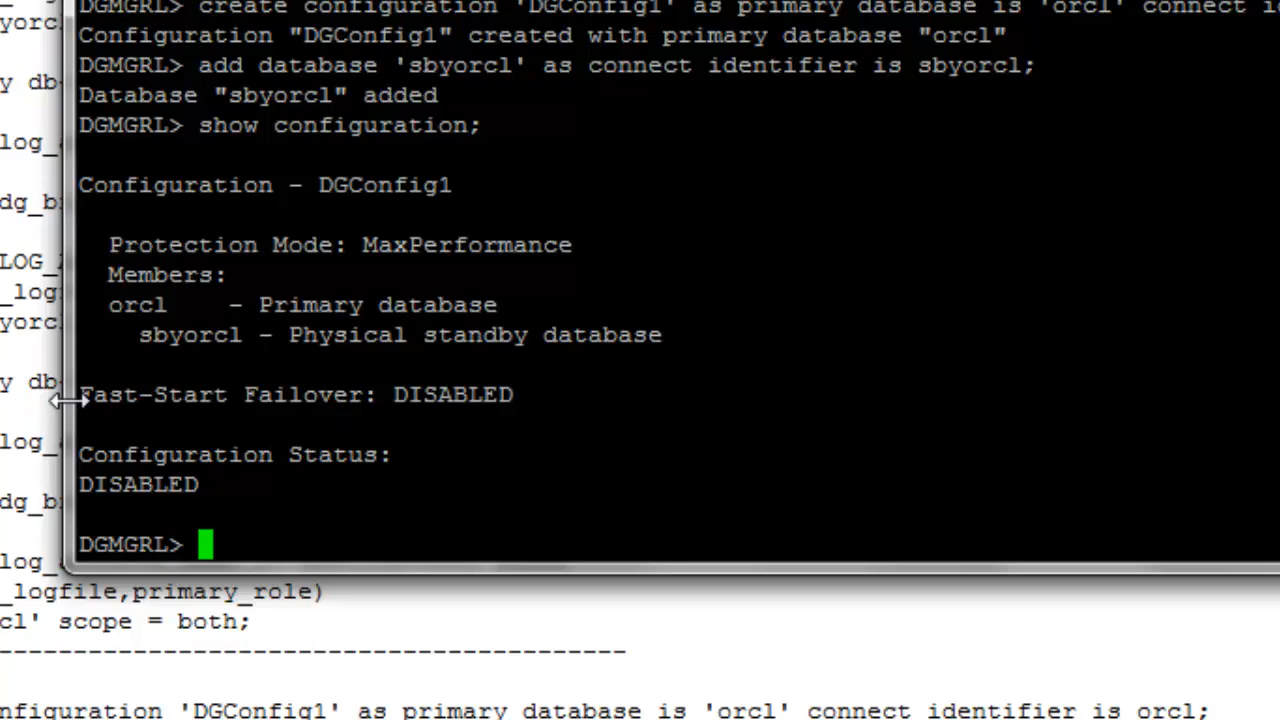 DGMGRL> create configuration 'DGConfig1' as primary database is 'orcl' connect
Configuration "DGConfig1" created with primary database "orcl"
DGMGRL> add database 'sbyorcl' as connect identifier is sbyorcl;
Database "sbyorcl" added
DGMGRL> show configuration;
Configuration - DGConfig1
Protection Mode: MaxPerformance
Members:
orcl - Primary database
sbyorcl - Physical standby database
Fast-Start Failover: DISABLED
Configuration Status:
DISABLED
DGMGRL>
_logfile,primary_role)
cl' scope = both;
------------------------------------------
nfiguration 'DGConfig1' as primary database is 'orcl' connect identifier is orcl;